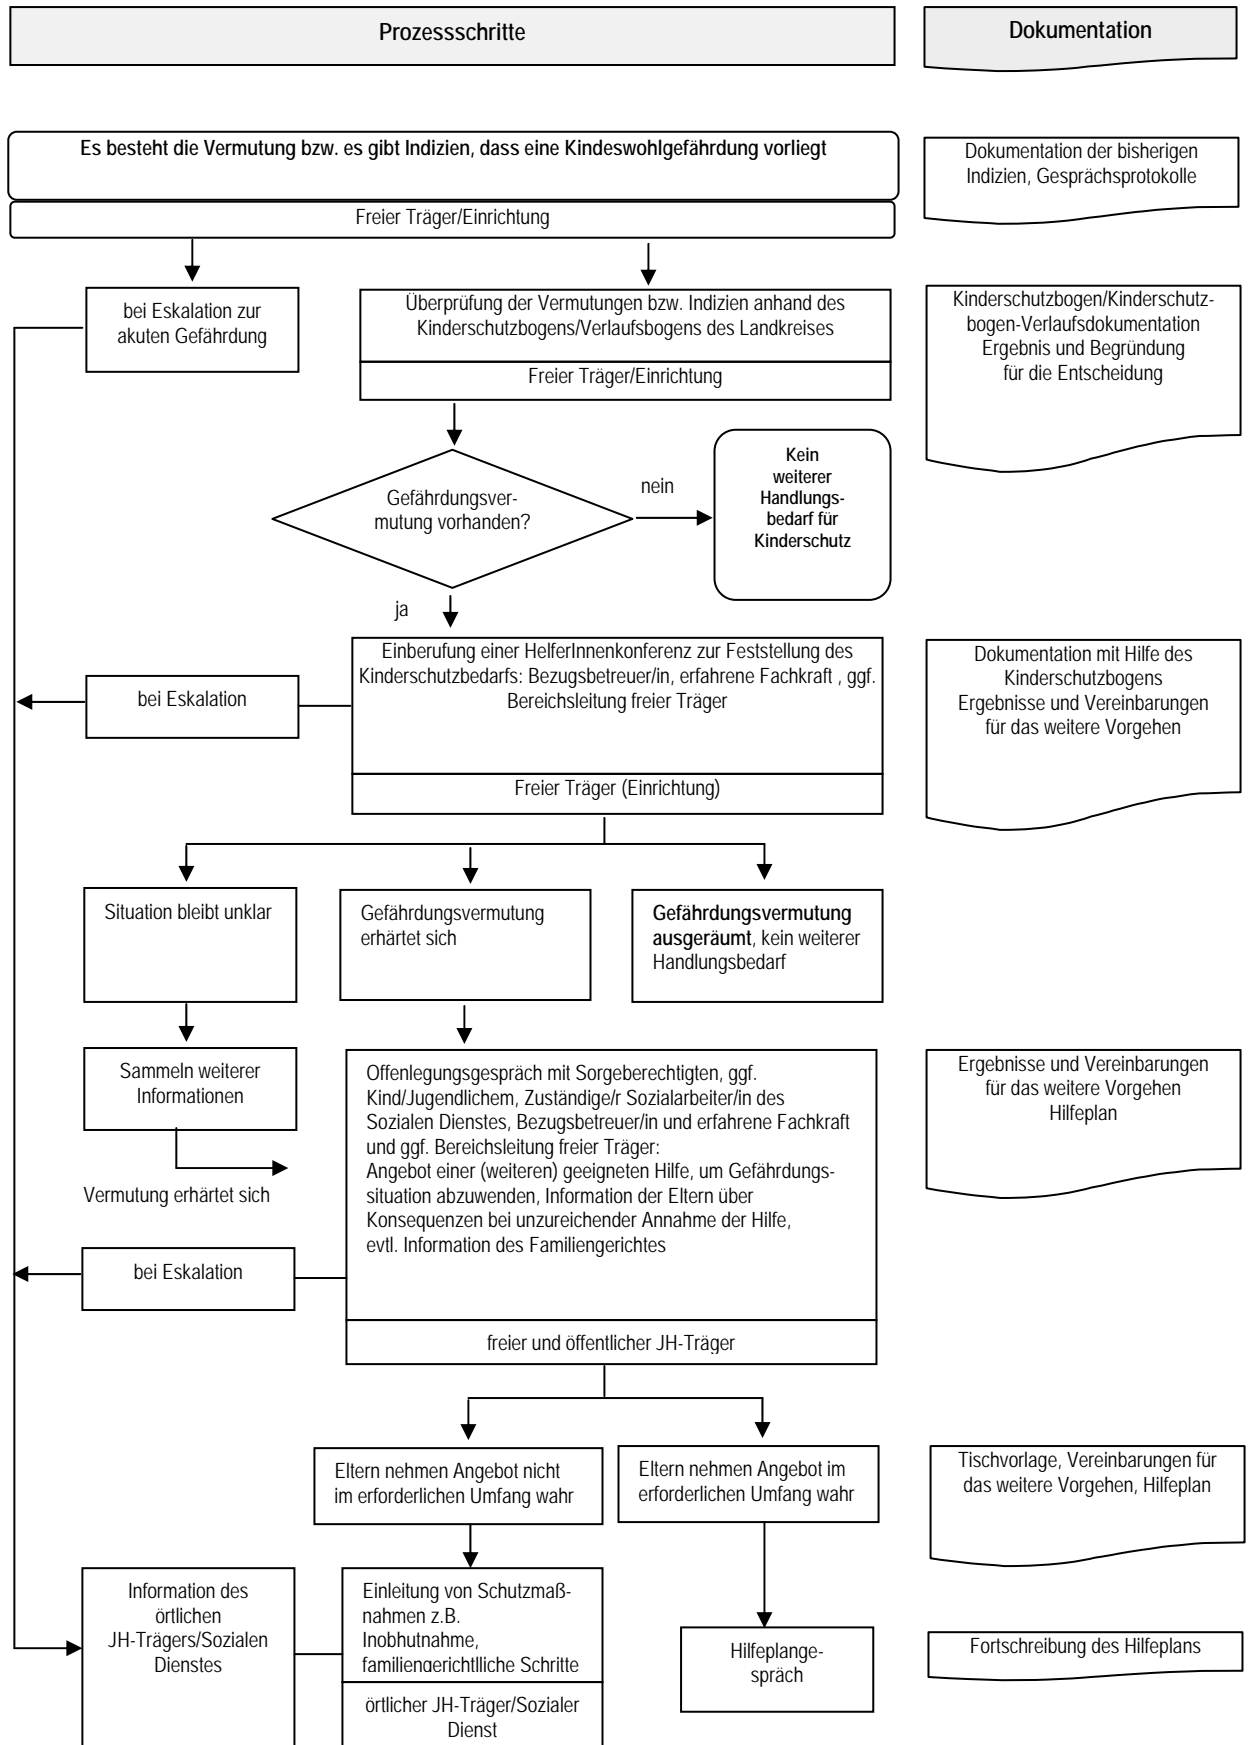 Prozessschritte
Dokumentation
Es besteht die Vermutung bzw. es gibt Indizien, dass eine Kindeswohlgefährdung vorliegt
Freier Träger/Einrichtung
Dokumentation der bisherigen
Indizien, Gesprächsprotokolle
bei Eskalation zur
akuten Gefährdung
Überprüfung der Vermutungen bzw. Indizien anhand des
Kinderschutzbogens/Verlaufsbogens des Landkreises
Freier Träger/Einrichtung
Kinderschutzbogen/Kinderschutz-
bogen-Verlaufsdokumentation
Ergebnis und Begründung
für die Entscheidung
Gefährdungsver-
mutung vorhanden?
nein
Kein
weiterer
Handlungs-
bedarf für
Kinderschutz
ja
Einberufung einer HelferInnenkonferenz zur Feststellung des
Kinderschutzbedarfs: Bezugsbetreuer/in, erfahrene Fachkraft , ggf.
Bereichsleitung freier Träger
Freier Träger (Einrichtung)
bei Eskalation
Dokumentation mit Hilfe des
Kinderschutzbogens
Ergebnisse und Vereinbarungen
für das weitere Vorgehen
Situation bleibt unklar
Gefährdungsvermutung
erhärtet sich
Gefährdungsvermutung
ausgeräumt, kein weiterer
Handlungsbedarf
Sammeln weiterer
Informationen
Vermutung erhärtet sich
Offenlegungsgespräch mit Sorgeberechtigten, ggf.
Kind/Jugendlichem, Zuständige/r Sozialarbeiter/in des
Sozialen Dienstes, Bezugsbetreuer/in und erfahrene Fachkraft
und ggf. Bereichsleitung freier Träger:
Angebot einer (weiteren) geeigneten Hilfe, um Gefährdungs-
situation abzuwenden, Information der Eltern über
Konsequenzen bei unzureichender Annahme der Hilfe,
evtl. Information des Familiengerichtes
freier und öffentlicher JH-Träger
Ergebnisse und Vereinbarungen
für das weitere Vorgehen
Hilfeplan
bei Eskalation
Eltern nehmen Angebot nicht
im erforderlichen Umfang wahr
Eltern nehmen Angebot im
erforderlichen Umfang wahr
Tischvorlage, Vereinbarungen für
das weitere Vorgehen, Hilfeplan
Information des
örtlichen
JH-Trägers/Sozialen
Dienstes
Einleitung von Schutzmaß-
nahmen z.B.
Inobhutnahme,
familiengerichtlliche Schritte
örtlicher JH-Träger/Sozialer
Dienst
Hilfeplange-
spräch
Fortschreibung des Hilfeplans